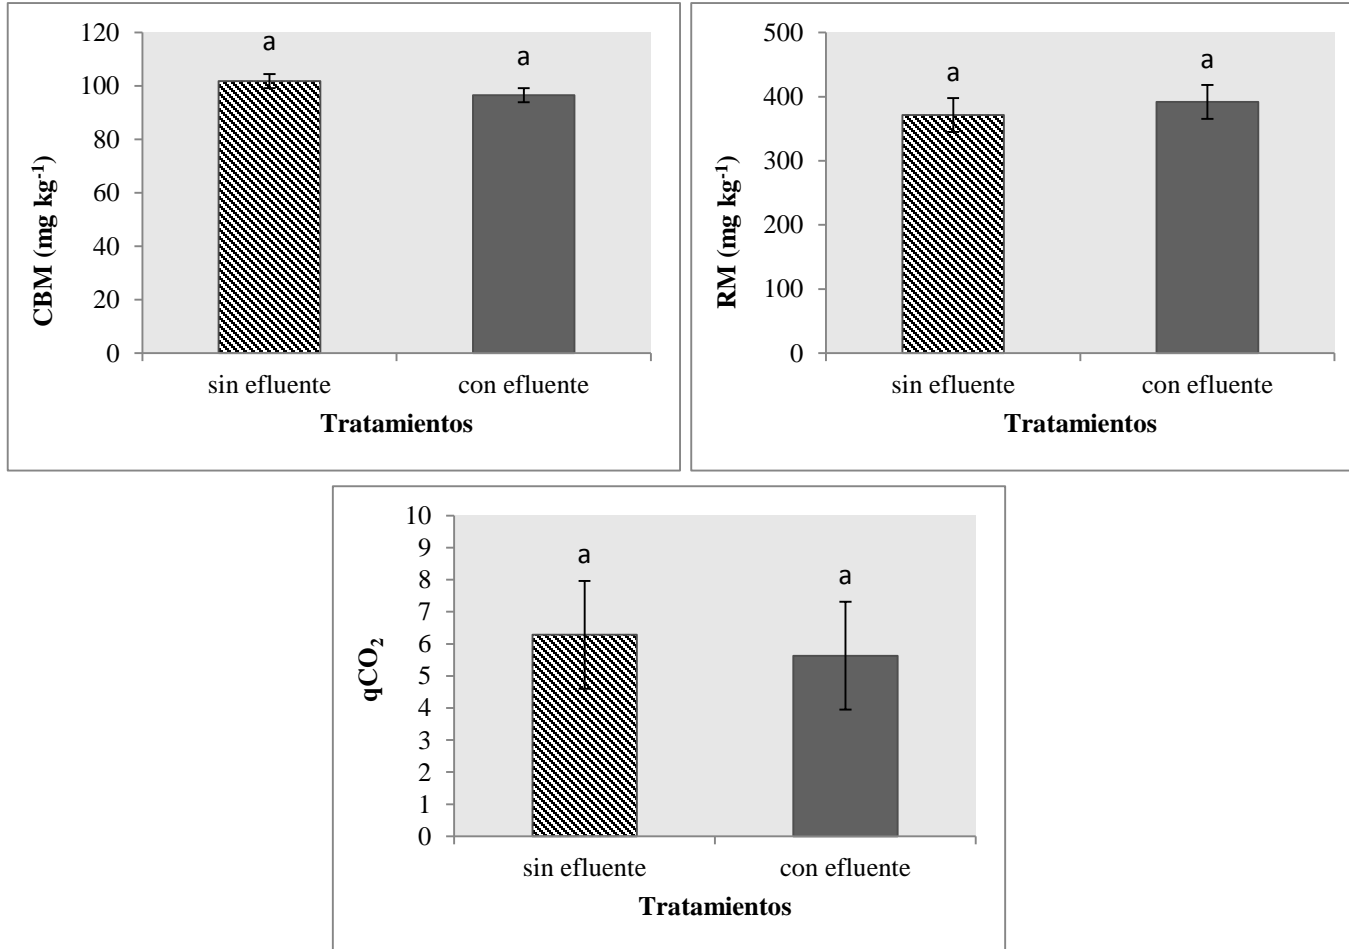 120
100
80
60
40
20
0
CBM (mg kg⁻¹)
a
a
sin efluente
con efluente
Tratamientos
500
400
300
200
100
0
RM (mg kg⁻¹)
a
a
sin efluente
con efluente
Tratamientos
10
9
8
7
6
5
4
3
2
1
0
qCO₂
a
a
sin efluente
con efluente
Tratamientos